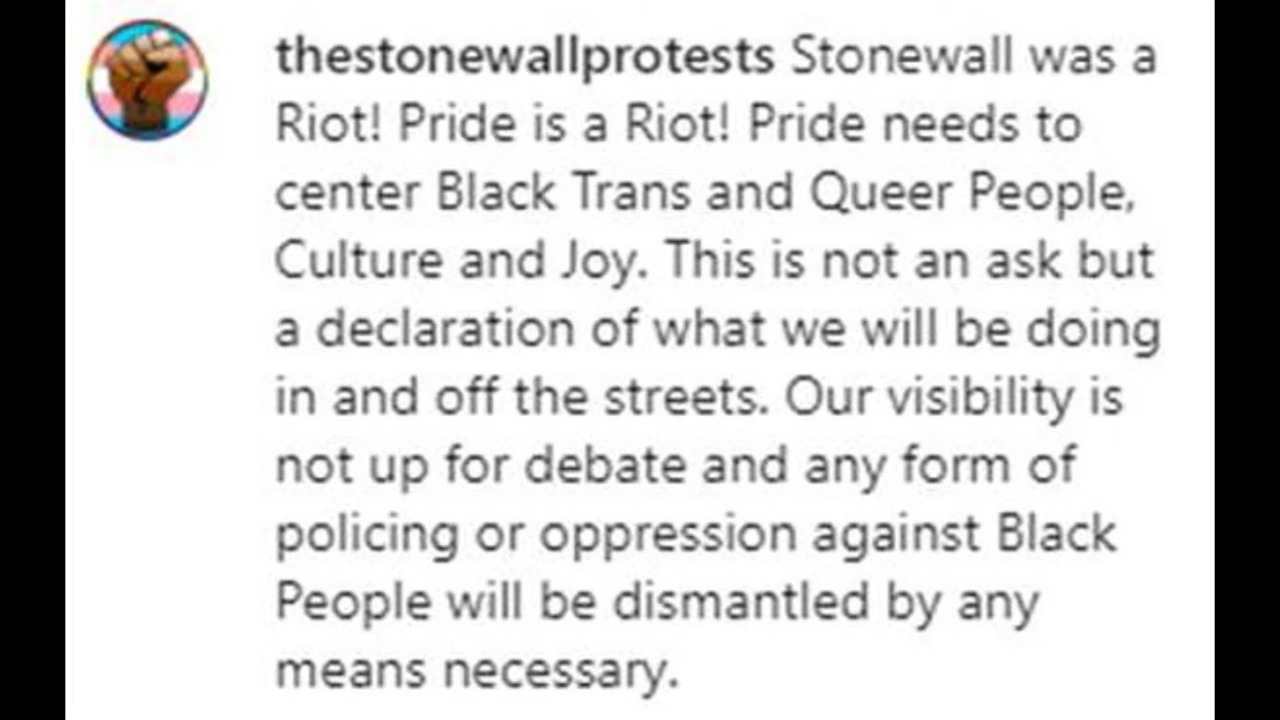 thestonewallprotests Stonewall was a
Riot! Pride is a Riot! Pride needs to
center Black Trans and Queer People,
Culture and Joy. This is not an ask but
a declaration of what we will be doing
in and off the streets. Our visibility is
not up for debate and any form of
policing or oppression against Black
People will be dismantled by any
means necessary.